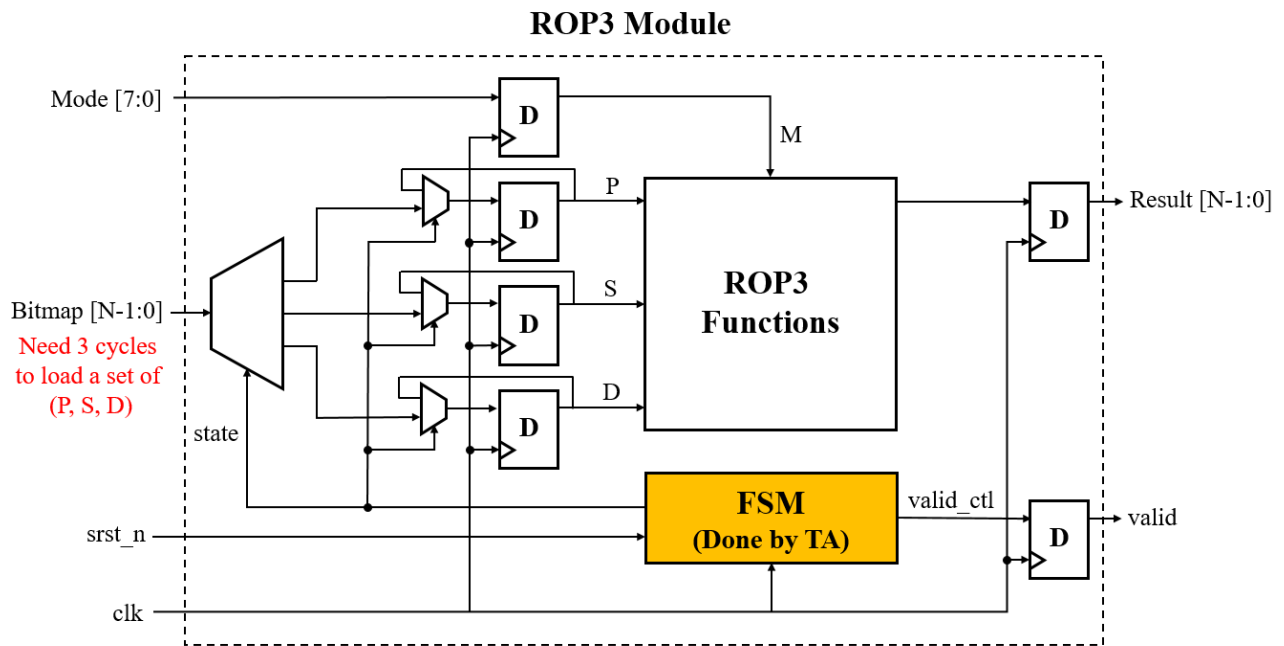 ROP3 Module
Mode [7:0]
D
M
P
D
Result [N-1:0]
D
Bitmap [N-1:0]
Need 3 cycles
to load a set of
(P, S, D)
S
D
ROP3
Functions
D
D
state
FSM
(Done by TA)
valid_ctl
D
valid
srst_n
clk